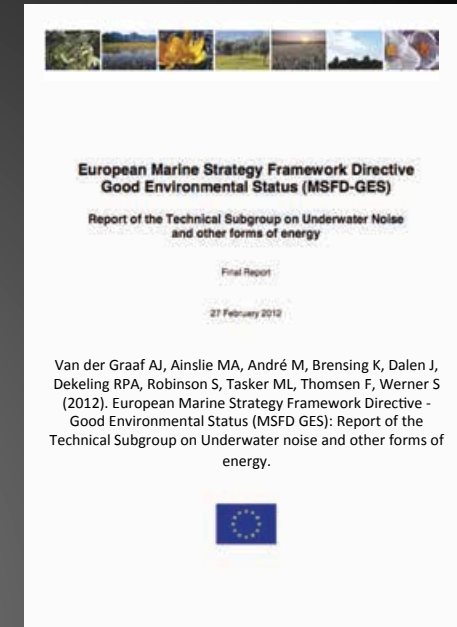 European Marine Strategy Framework Directive
Good Environmental Status (MSFD-GES)
Report of the Technical Subgroup on Underwater Noise
and other forms of energy
Final Report
27 February 2012
Van der Graaf AJ, Ainslie MA, André M, Brensing K, Dalen J,
Dekeling RPA, Robinson S, Tasker ML, Thomsen F, Werner S
(2012). European Marine Strategy Framework Directive -
Good Environmental Status (MSFD GES): Report of the
Technical Subgroup on Underwater noise and other forms of
energy.